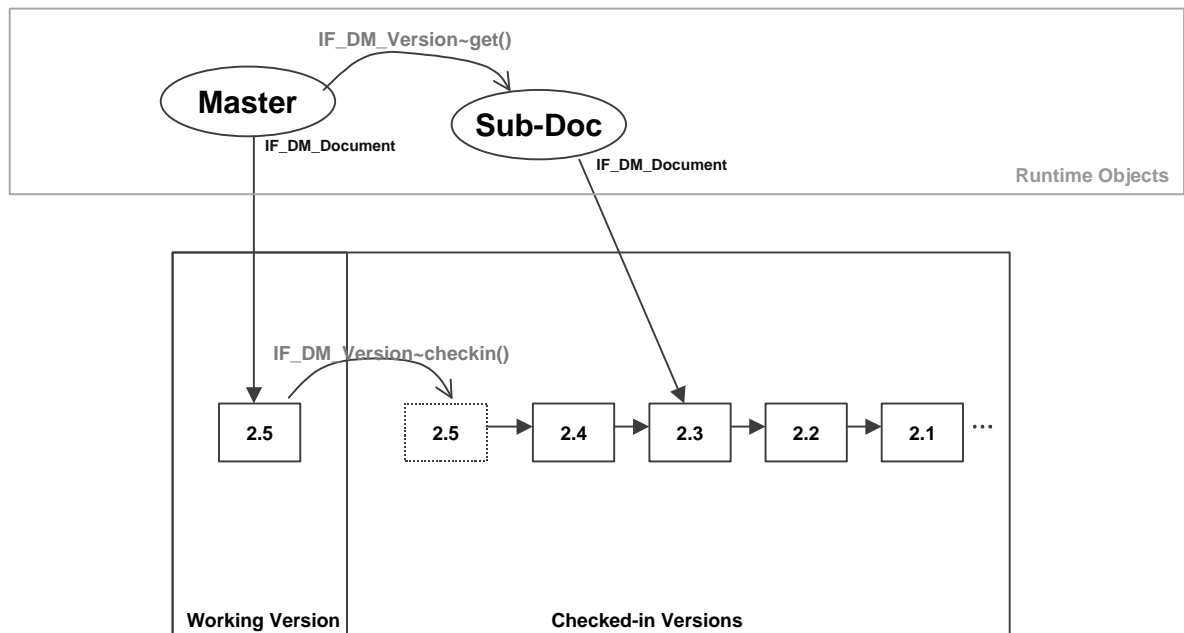 IF_DM_Version~get()
Master
Sub-Doc
IF_DM_Document
IF_DM_Document
Runtime Objects
IF_DM_Version~checkin()
2.5
2.5
2.4
2.3
2.2
2.1
...
Working Version
Checked-in Versions